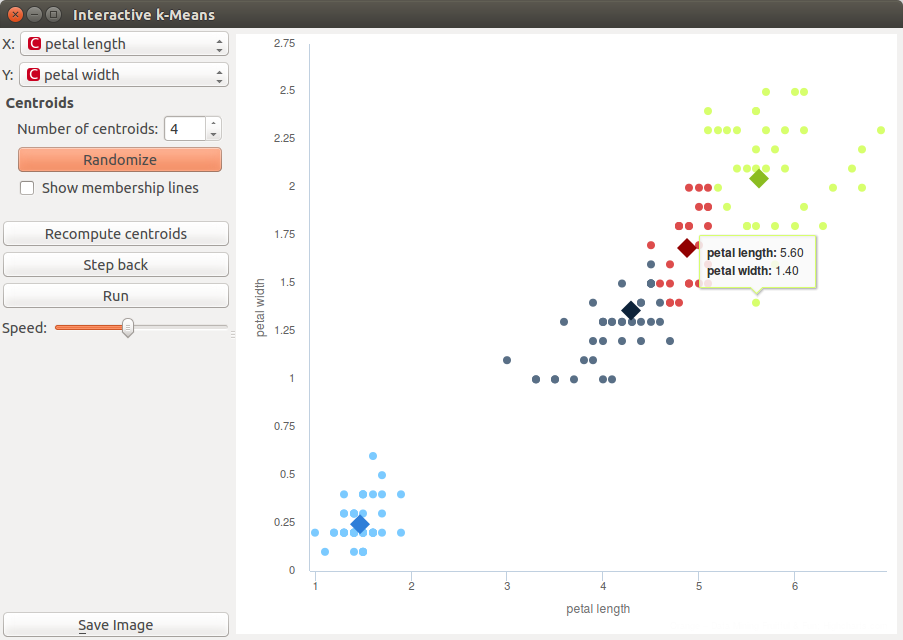 Interactive k-Means
X: C petal length
Y: C petal width
Centroids
Number of centroids: 4
Randomize
Show membership lines
Recompute centroids
Step back
Run
Speed:
Save Image
2.75
2.5
2.25
2
1.75
1.5
1.25
1
0.75
0.5
0.25
0
petal width
petal length: 5.60
petal width: 1.40
1 2 3 4 5 6
petal length